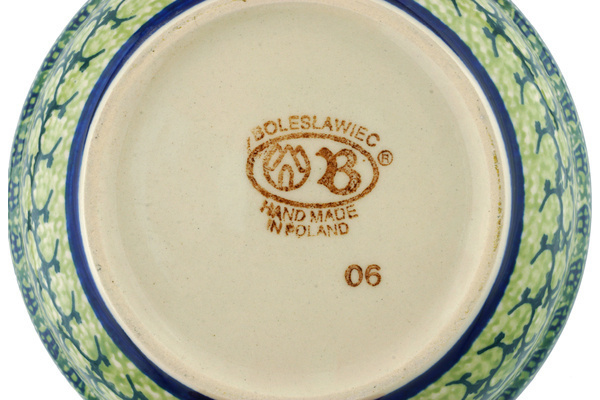 BOLESLAWIEC
B ®
HAND MADE
IN POLAND
06